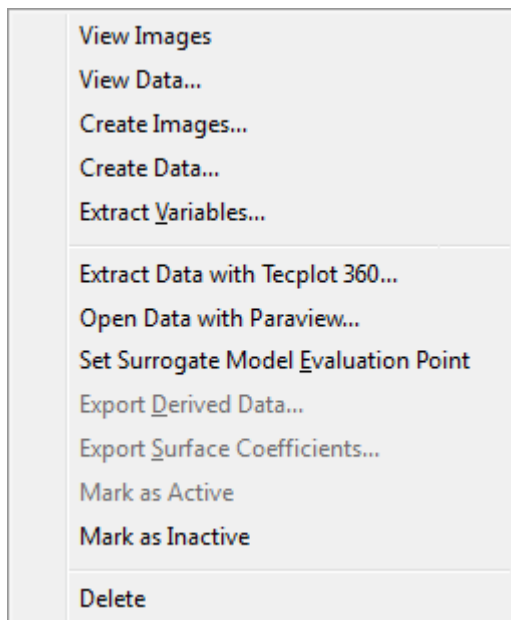 View Images
View Data...
Create Images...
Create Data...
Extract Variables...
Extract Data with Tecplot 360...
Open Data with Paraview...
Set Surrogate Model Evaluation Point
Export Derived Data...
Export Surface Coefficients...
Mark as Active
Mark as Inactive
Delete